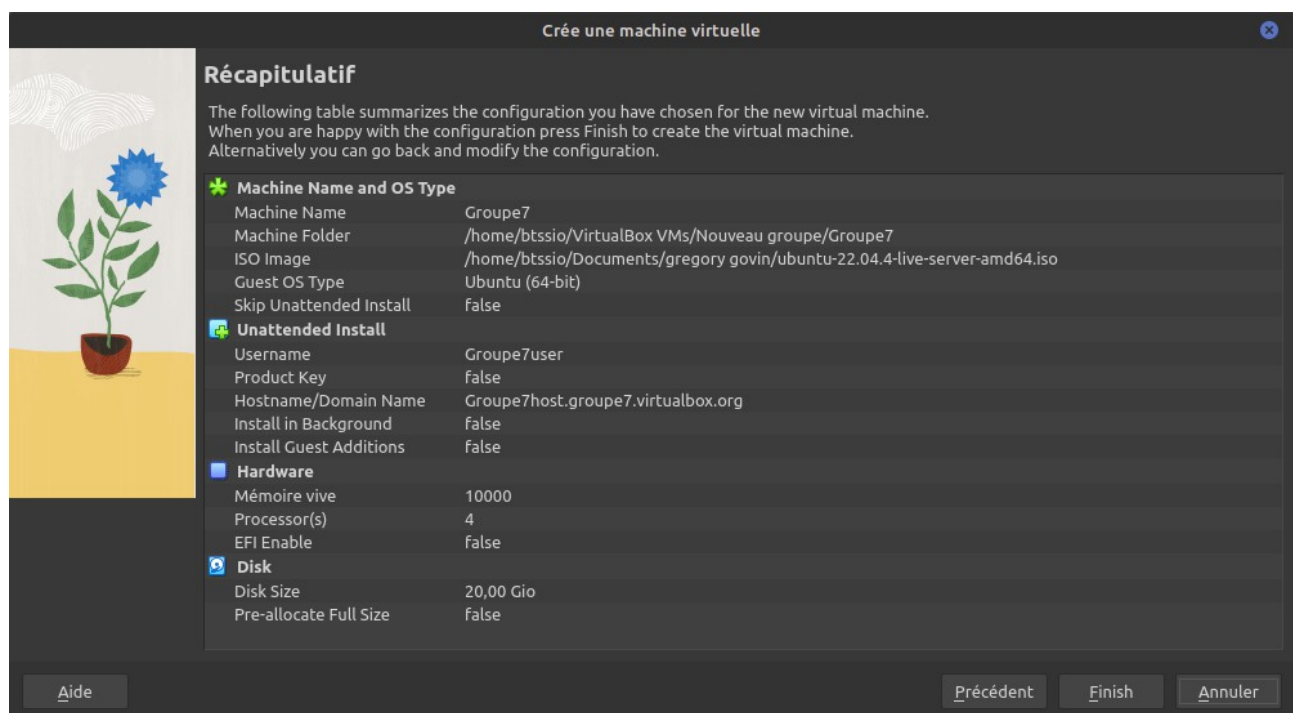 Crée une machine virtuelle
Récapitulatif
The following table summarizes the configuration you have chosen for the new virtual machine.
When you are happy with the configuration press Finish to create the virtual machine.
Alternatively you can go back and modify the configuration.
Machine Name and OS Type
Machine Name Groupe7
Machine Folder /home/btssio/VirtualBox VMs/Nouveau groupe/Groupe7
ISO Image /home/btssio/Documents/gregory govin/ubuntu-22.04.4-live-server-amd64.iso
Guest OS Type Ubuntu (64-bit)
Skip Unattended Install false
Unattended Install
Username Groupe7user
Product Key false
Hostname/Domain Name Groupe7host.groupe7.virtualbox.org
Install in Background false
Install Guest Additions false
Hardware
Mémoire vive 10000
Processor(s) 4
EFI Enable false
Disk
Disk Size 20,00 Gio
Pre-allocate Full Size false
Aide Précédent Finish Annuler